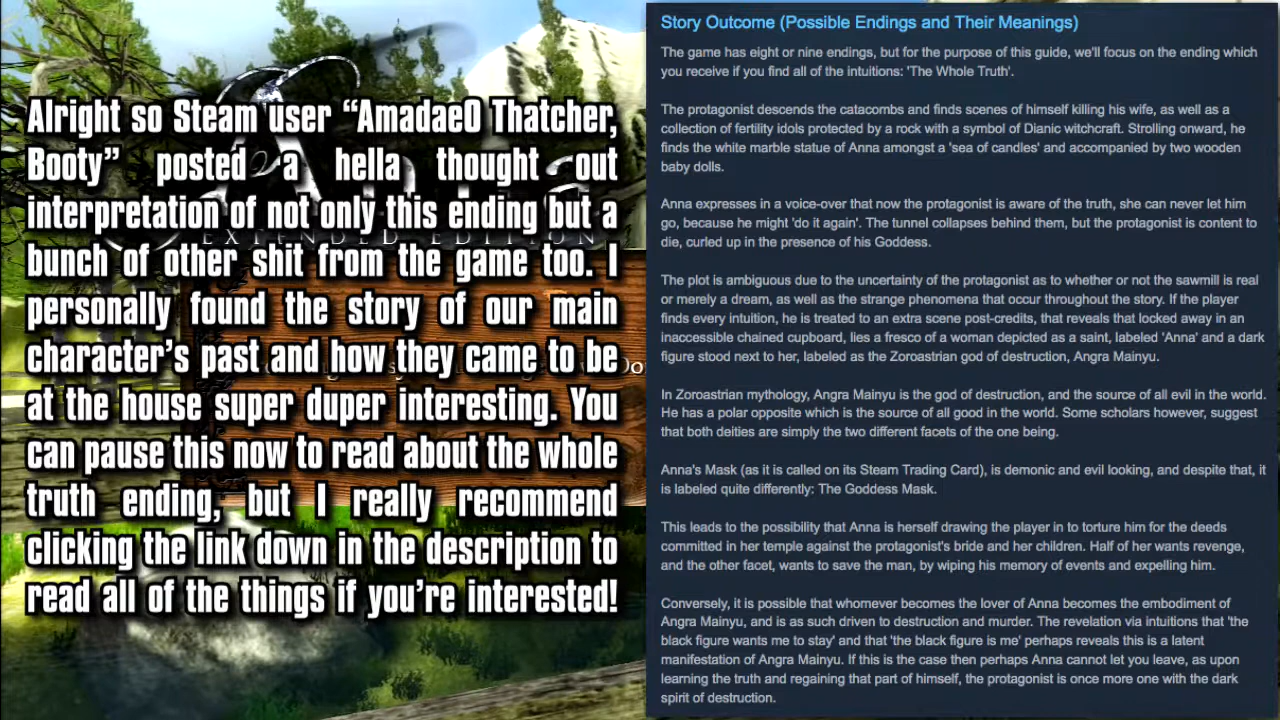 Alright so Steam user “AmadaeO Thatcher,
Booty” posted a hella thought out
interpretation of not only this ending but a
bunch of other shit from the game too. I
personally found the story of our main
character’s past and how they came to be
at the house super duper interesting. You
can pause this now to read about the whole
truth ending, but I really recommend
clicking the link down in the description to
read all of the things if you’re interested!
EXTENDED EDITION
Story Outcome (Possible Endings and Their Meanings)
The game has eight or nine endings, but for the purpose of this guide, we'll focus on the ending which
you receive if you find all of the intuitions: 'The Whole Truth'.
The protagonist descends the catacombs and finds scenes of himself killing his wife, as well as a
collection of fertility idols protected by a rock with a symbol of Dianic witchcraft. Strolling onward, he
finds the white marble statue of Anna amongst a 'sea of candles' and accompanied by two wooden
baby dolls.
Anna expresses in a voice-over that now the protagonist is aware of the truth, she can never let him
go, because he might 'do it again'. The tunnel collapses behind them, but the protagonist is content to
die, curled up in the presence of his Goddess.
The plot is ambiguous due to the uncertainty of the protagonist as to whether or not the sawmill is real
or merely a dream, as well as the strange phenomena that occur throughout the story. If the player
finds every intuition, he is treated to an extra scene post-credits, that reveals that locked away in an
inaccessible chained cupboard, lies a fresco of a woman depicted as a saint, labeled 'Anna' and a dark
figure stood next to her, labeled as the Zoroastrian god of destruction, Angra Mainyu.
In Zoroastrian mythology, Angra Mainyu is the god of destruction, and the source of all evil in the world.
He has a polar opposite which is the source of all good in the world. Some scholars however, suggest
that both deities are simply the two different facets of the one being.
Anna's Mask (as it is called on its Steam Trading Card), is demonic and evil looking, and despite that, it
is labeled quite differently: The Goddess Mask.
This leads to the possibility that Anna is herself drawing the player in to torture him for the deeds
committed in her temple against the protagonist's bride and her children. Half of her wants revenge,
and the other facet, wants to save the man, by wiping his memory of events and expelling him.
Conversely, it is possible that whomever becomes the lover of Anna becomes the embodiment of
Angra Mainyu, and is as such driven to destruction and murder. The revelation via intuitions that 'the
black figure wants me to stay' and that 'the black figure is me' perhaps reveals this is a latent
manifestation of Angra Mainyu. If this is the case then perhaps Anna cannot let you leave, as upon
learning the truth and regaining that part of himself, the protagonist is once more one with the dark
spirit of destruction.